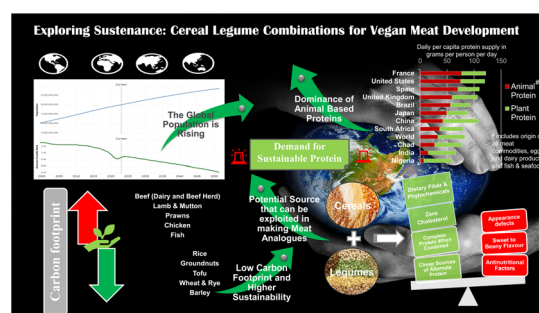 Exploring Sustenance: Cereal Legume Combinations for Vegan Meat Development
Daily per capita protein supply in
grams per person per day
France
United States
Spain
United Kingdom
Brazil
Japan
China
South Africa
World
Chad
India
Nigeria
Animal#
Protein
Plant
Protein
The Global
Population is
Rising
Dominance of
Animal Based
Proteins
Demand for
Sustainable Protein
Carbon footprint
Beef (Dairy and Beef Herd)
Lamb & Mutton
Prawns
Chicken
Fish
Rice
Groundnuts
Tofu
Wheat & Rye
Barley
Potential Source
that can be
exploited in
making Meat
Analogues
Low Carbon
Footprint and
Higher
Sustainability
Cereals
Legumes
includes origin
as meat
commodities, egg
and dairy product
and fish & seafoo
Dietary Fiber &
Phytochemicals
Zero
Cholesterol
Complete
Protein When
Combined
Cheap Sources
of Alternate
Protein
Appearance
defects
Sweet to
Beany Flavour
Antinutritional
Factors